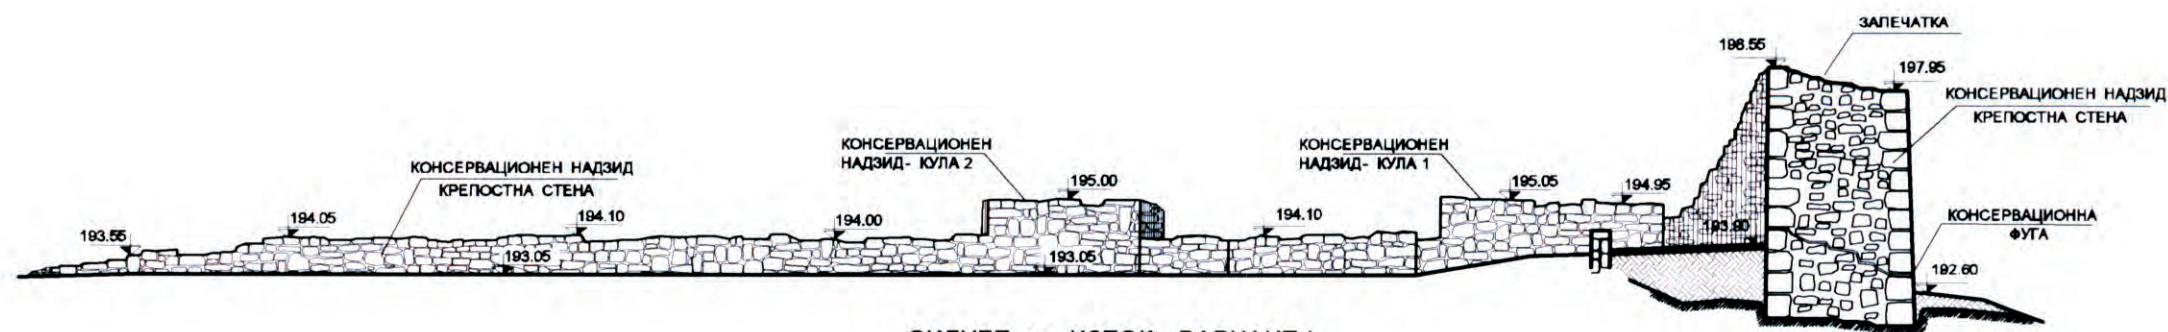 ЗАПЕЧАТКА
198.55
197.95
КОНСЕРВАЦИОНЕН НАДЗИД
КРЕПОСТНА СТЕНА
КОНСЕРВАЦИОНЕН
НАДЗИД- КУЛА 2
КОНСЕРВАЦИОНЕН
НАДЗИД- КУЛА 1
КОНСЕРВАЦИОНЕН НАДЗИД
КРЕПОСТНА СТЕНА
195.00
195.05
194.95
193.55
194.05
194.10
194.00
194.10
193.90
КОНСЕРВАЦИОННА
ФУГА
193.05
193.05
192.60